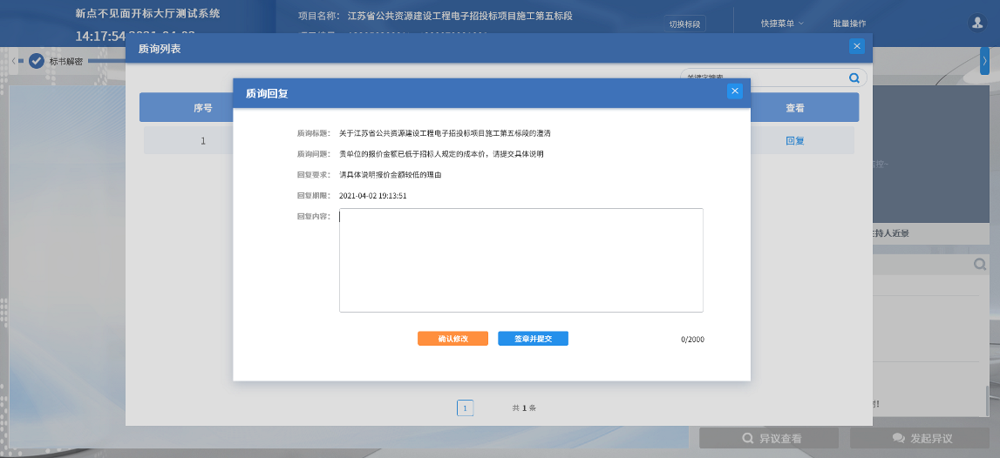 新点不见面开标大厅测试系统
项目名称： 江苏省公共资源建设工程电子招投标项目施工第五标段
切换标段
快捷菜单
批量操作
14:17:54
标书解密
质询列表
关键字搜索
序号
查看
1
回复
质询回复
质询标题： 关于江苏省公共资源建设工程电子招投标项目施工第五标段的澄清
质询问题： 贵单位的报价金额已低于招标人规定的成本价，请提交具体说明
回复要求： 请具体说明报价金额较低的理由
回复期限： 2021-04-02 19:13:51
回复内容：
确认修改
签章并提交
0/2000
1
共 1 条
持人近景
异议查看
发起异议